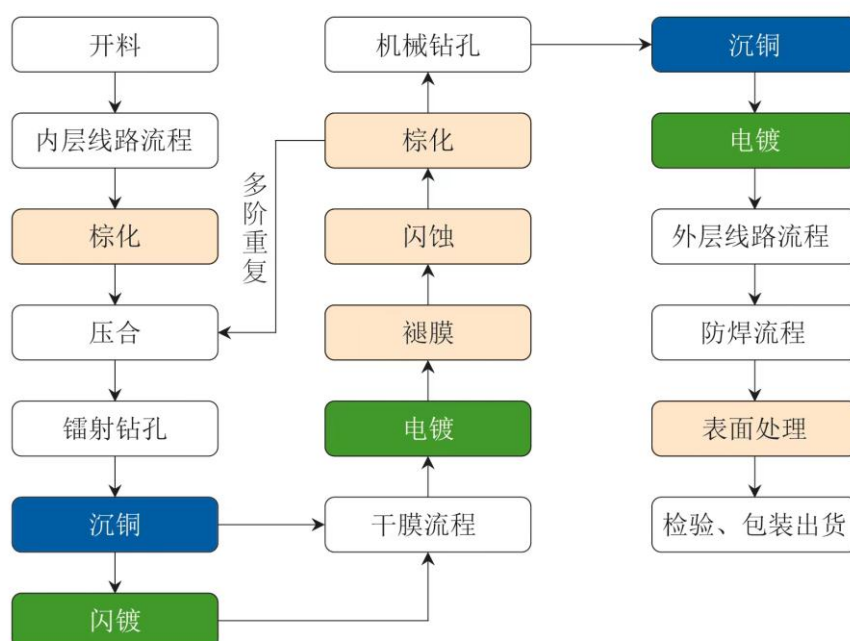 开料
内层线路流程
棕化
压合
镭射钻孔
沉铜
闪镀
多阶重复
机械钻孔
棕化
闪蚀
褪膜
电镀
干膜流程
沉铜
电镀
外层线路流程
防焊流程
表面处理
检验、包装出货